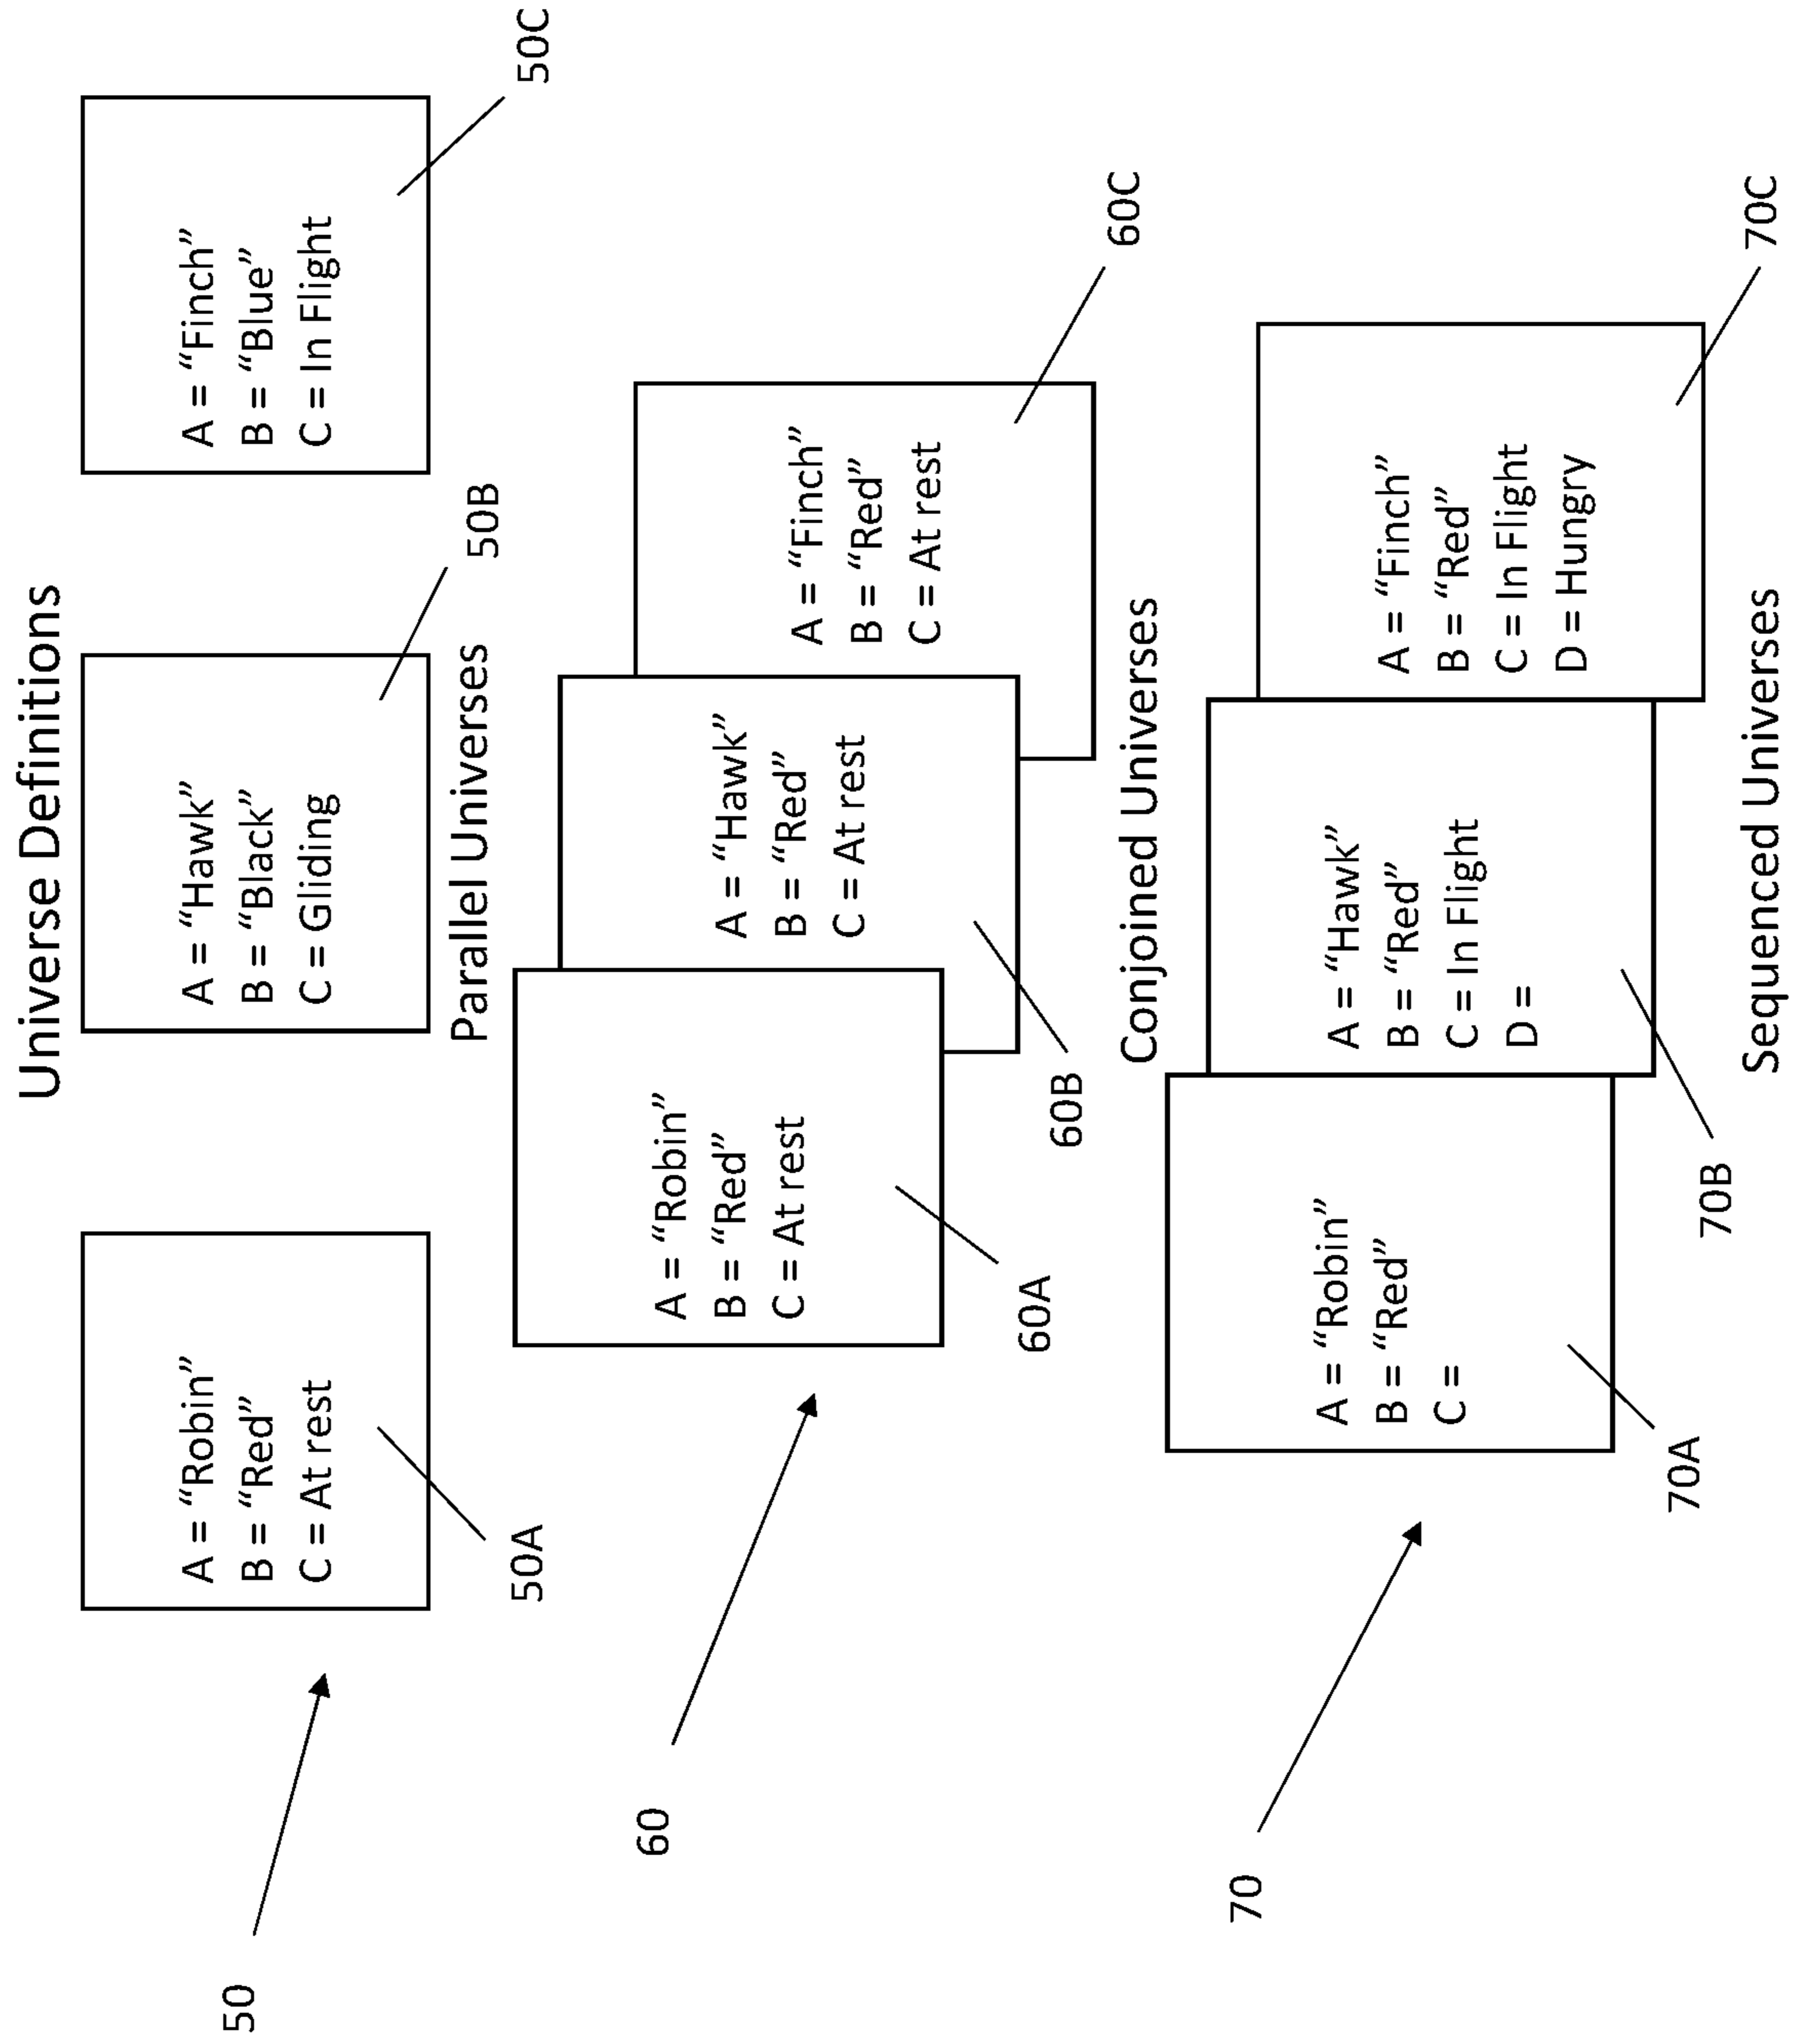 Universe Definitions
50
A = “Robin”
B = “Red”
C = At rest
50A
A = “Hawk”
B = “Black”
C = Gliding
50B
A = “Finch”
B = “Blue”
C = In Flight
50C
Parallel Universes
60
A = “Robin”
B = “Red”
C = At rest
60A
A = “Hawk”
B = “Red”
C = At rest
60B
A = “Finch”
B = “Red”
C = At rest
60C
Conjoined Universes
70
A = “Robin”
B = “Red”
C =
70A
A = “Hawk”
B = “Red”
C = In Flight
D =
70B
A = “Finch”
B = “Red”
C = In Flight
D = Hungry
70C
Sequenced Universes